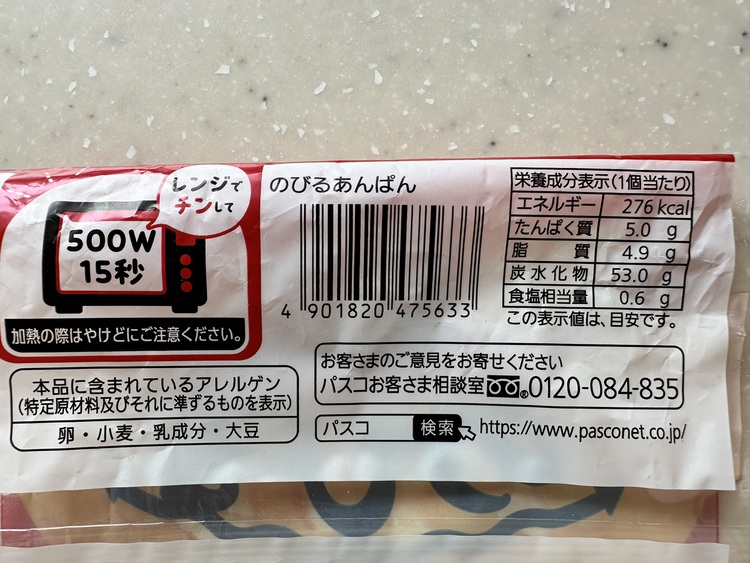 レンジで
チンして
500W
15秒
加熱の際はやけどにご注意ください。
のびるあんぱん
4 901820 475633
栄養成分表示(1個当たり)
エネルギー 276 kcal
たんぱく質 5.0 g
脂質 4.9 g
炭水化物 53.0 g
食塩相当量 0.6 g
この表示値は、目安です。
本品に含まれているアレルゲン
(特定原材料及びそれに準ずるものを表示)
卵・小麦・乳成分・大豆
お客さまのご意見をお寄せください
パスコお客さま相談室 ®0120-084-835
パスコ 検索 https://www.pasconet.co.jp/